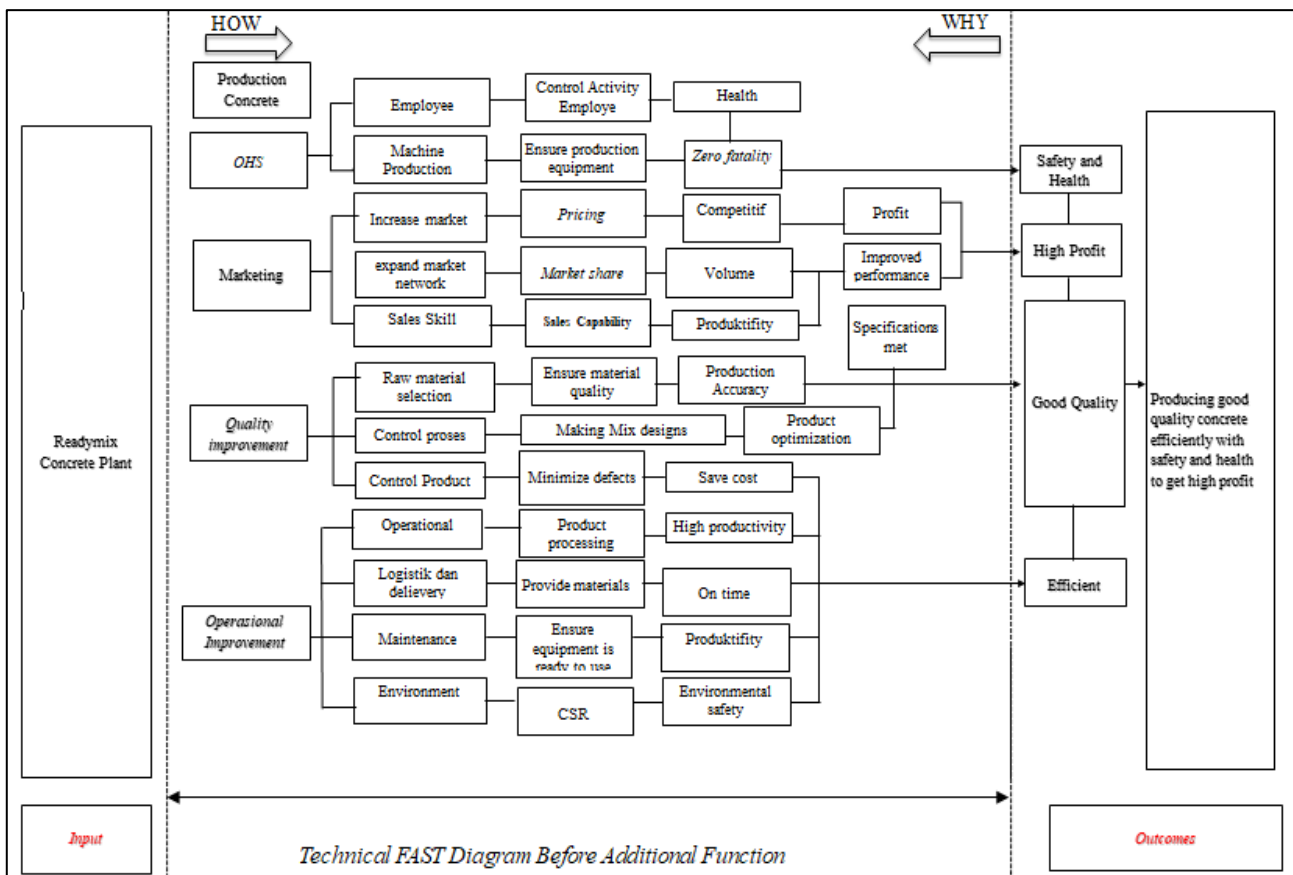 HOW
WHY
Production
Concrete
Employee
Control Activity
Employe
Health
OHS
Machine
Production
Ensure production
equipment
Zero fatality
Safety and
Health
Increase market
Pricing
Competitif
Profit
Marketing
expand market
network
Market share
Volume
Improved
performance
High Profit
Sales Skill
Sales Capability
Produktifity
Specifications
met
Raw material
selection
Ensure material
quality
Production
Accuracy
Good Quality
Quality
improvement
Control proses
Making Mix designs
Product
optimization
Control Product
Minimize defects
Save cost
Readymix
Concrete Plant
Producing good
quality concrete
efficiently with
safety and health
to get high profit
Operational
Product
processing
High productivity
Logistik dan
delievery
Provide materials
On time
Efficient
Operasional
Improvement
Maintenance
Ensure
equipment is
ready to use
Produktifity
Environment
CSR
Environmental
safety
Input
Technical FAST Diagram Before Additional Function
Outcomes